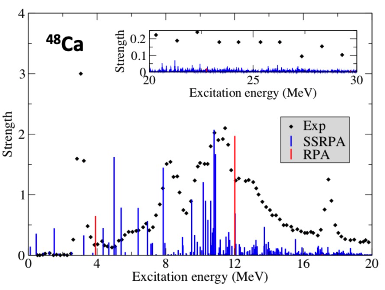 4
3
2
1
0
Strength
⁴⁸Ca
0.2
0.1
0
Strength
20 25 30
Excitation energy (MeV)
Exp
SSRPA
RPA
0 4 8 12 16 20
Excitation energy (MeV)